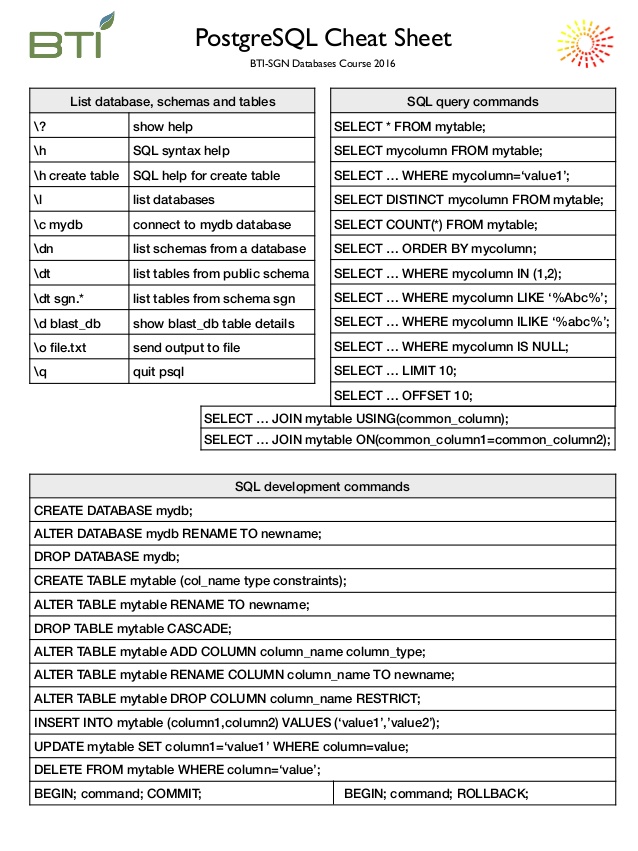 BTI
PostgreSQL Cheat Sheet
BTI-SGN Databases Course 2016
List database, schemas and tables
\? show help
\h SQL syntax help
\h create table SQL help for create table
\l list databases
\c mydb connect to mydb database
\dn list schemas from a database
\dt list tables from public schema
\dt sgn.* list tables from schema sgn
\d blast_db show blast_db table details
\o file.txt send output to file
\q quit psql
SQL query commands
SELECT * FROM mytable;
SELECT mycolumn FROM mytable;
SELECT … WHERE mycolumn=‘value1’;
SELECT DISTINCT mycolumn FROM mytable;
SELECT COUNT(*) FROM mytable;
SELECT … ORDER BY mycolumn;
SELECT … WHERE mycolumn IN (1,2);
SELECT … WHERE mycolumn LIKE ‘%Abc%’;
SELECT … WHERE mycolumn ILIKE ‘%abc%’;
SELECT … WHERE mycolumn IS NULL;
SELECT … LIMIT 10;
SELECT … OFFSET 10;
SELECT … JOIN mytable USING(common_column);
SELECT … JOIN mytable ON(common_column1=common_column2);
SQL development commands
CREATE DATABASE mydb;
ALTER DATABASE mydb RENAME TO newname;
DROP DATABASE mydb;
CREATE TABLE mytable (col_name type constraints);
ALTER TABLE mytable RENAME TO newname;
DROP TABLE mytable CASCADE;
ALTER TABLE mytable ADD COLUMN column_name column_type;
ALTER TABLE mytable RENAME COLUMN column_name TO newname;
ALTER TABLE mytable DROP COLUMN column_name RESTRICT;
INSERT INTO mytable (column1,column2) VALUES (‘value1’,’value2’);
UPDATE mytable SET column1=‘value1’ WHERE column=value;
DELETE FROM mytable WHERE column=‘value’;
BEGIN; command; COMMIT; BEGIN; command; ROLLBACK;